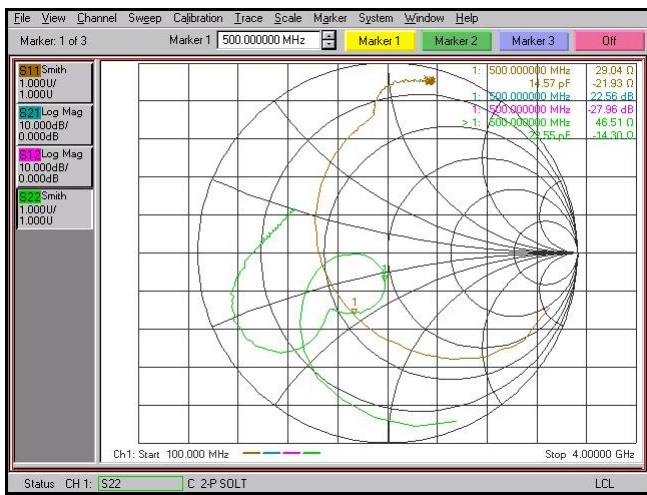 File View Channel Sweep Calibration Trace Scale Marker System Window Help
Marker: 1 of 3 Marker 1 500.000000 MHz Marker 1 Marker 2 Marker 3 Off
S11 Smith
1.000U/
1.000U
S21 Log Mag
10.000dB/
0.000dB
S12 Log Mag
10.000dB/
0.000dB
S22 Smith
1.000U/
1.000U
1: 500.000000 MHz 29.04 Ω
14.57 pF -21.93 Ω
1: 500.000000 MHz 22.56 dB
1: 500.000000 MHz -27.96 dB
> 1: 500.000000 MHz 46.51 Ω
22.55 pF -14.30 Ω
1
1
Ch1: Start 100.000 MHz Stop 4.00000 GHz
Status CH 1: S22 C 2-P SOLT LCL